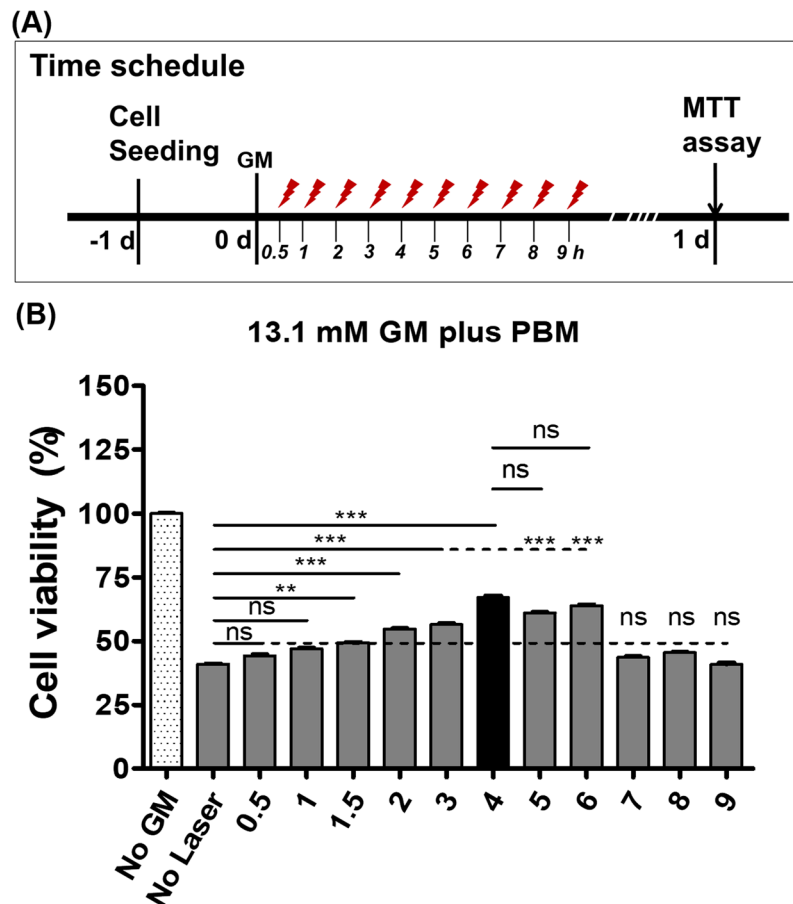 (A)
Time schedule
Cell
Seeding
GM
MTT
assay
-1 d
0 d
0.5 1 2 3 4 5 6 7 8 9 h
1 d
(B)
13.1 mM GM plus PBM
Cell viability (%)
150
125
100
75
50
25
0
ns
ns
***
***
*** ***
***
**
ns
ns
ns ns ns
No GM
No Laser
0.5
1
1.5
2
3
4
5
6
7
8
9